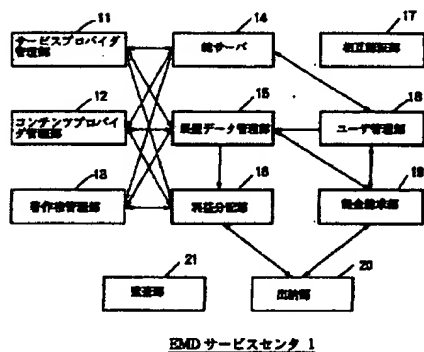 11
サービスプロバイダ
管理部
14
鍵サーバ
17
相互認証部
12
コンテンツプロバイ
ダ管理部
15
経歴データ管理部
18
ユーザ管理部
13
著作権管理部
16
利益分配部
19
課金請求部
21
監査部
20
出納部
EMD サービスセンタ 1